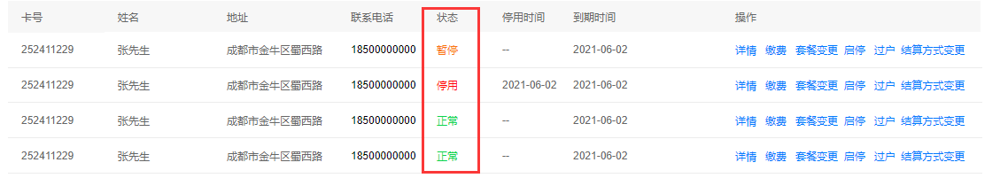 卡号 姓名 地址 联系电话 状态 停用时间 到期时间 操作
252411229 张先生 成都市金牛区蜀西路 18500000000 暂停 -- 2021-06-02 详情 缴费 套餐变更 启停 过户 结算方式变更
252411229 张先生 成都市金牛区蜀西路 18500000000 停用 2021-06-02 2021-06-02 详情 缴费 套餐变更 启停 过户 结算方式变更
252411229 张先生 成都市金牛区蜀西路 18500000000 正常 -- 2021-06-02 详情 缴费 套餐变更 启停 过户 结算方式变更
252411229 张先生 成都市金牛区蜀西路 18500000000 正常 -- 2021-06-02 详情 缴费 套餐变更 启停 过户 结算方式变更